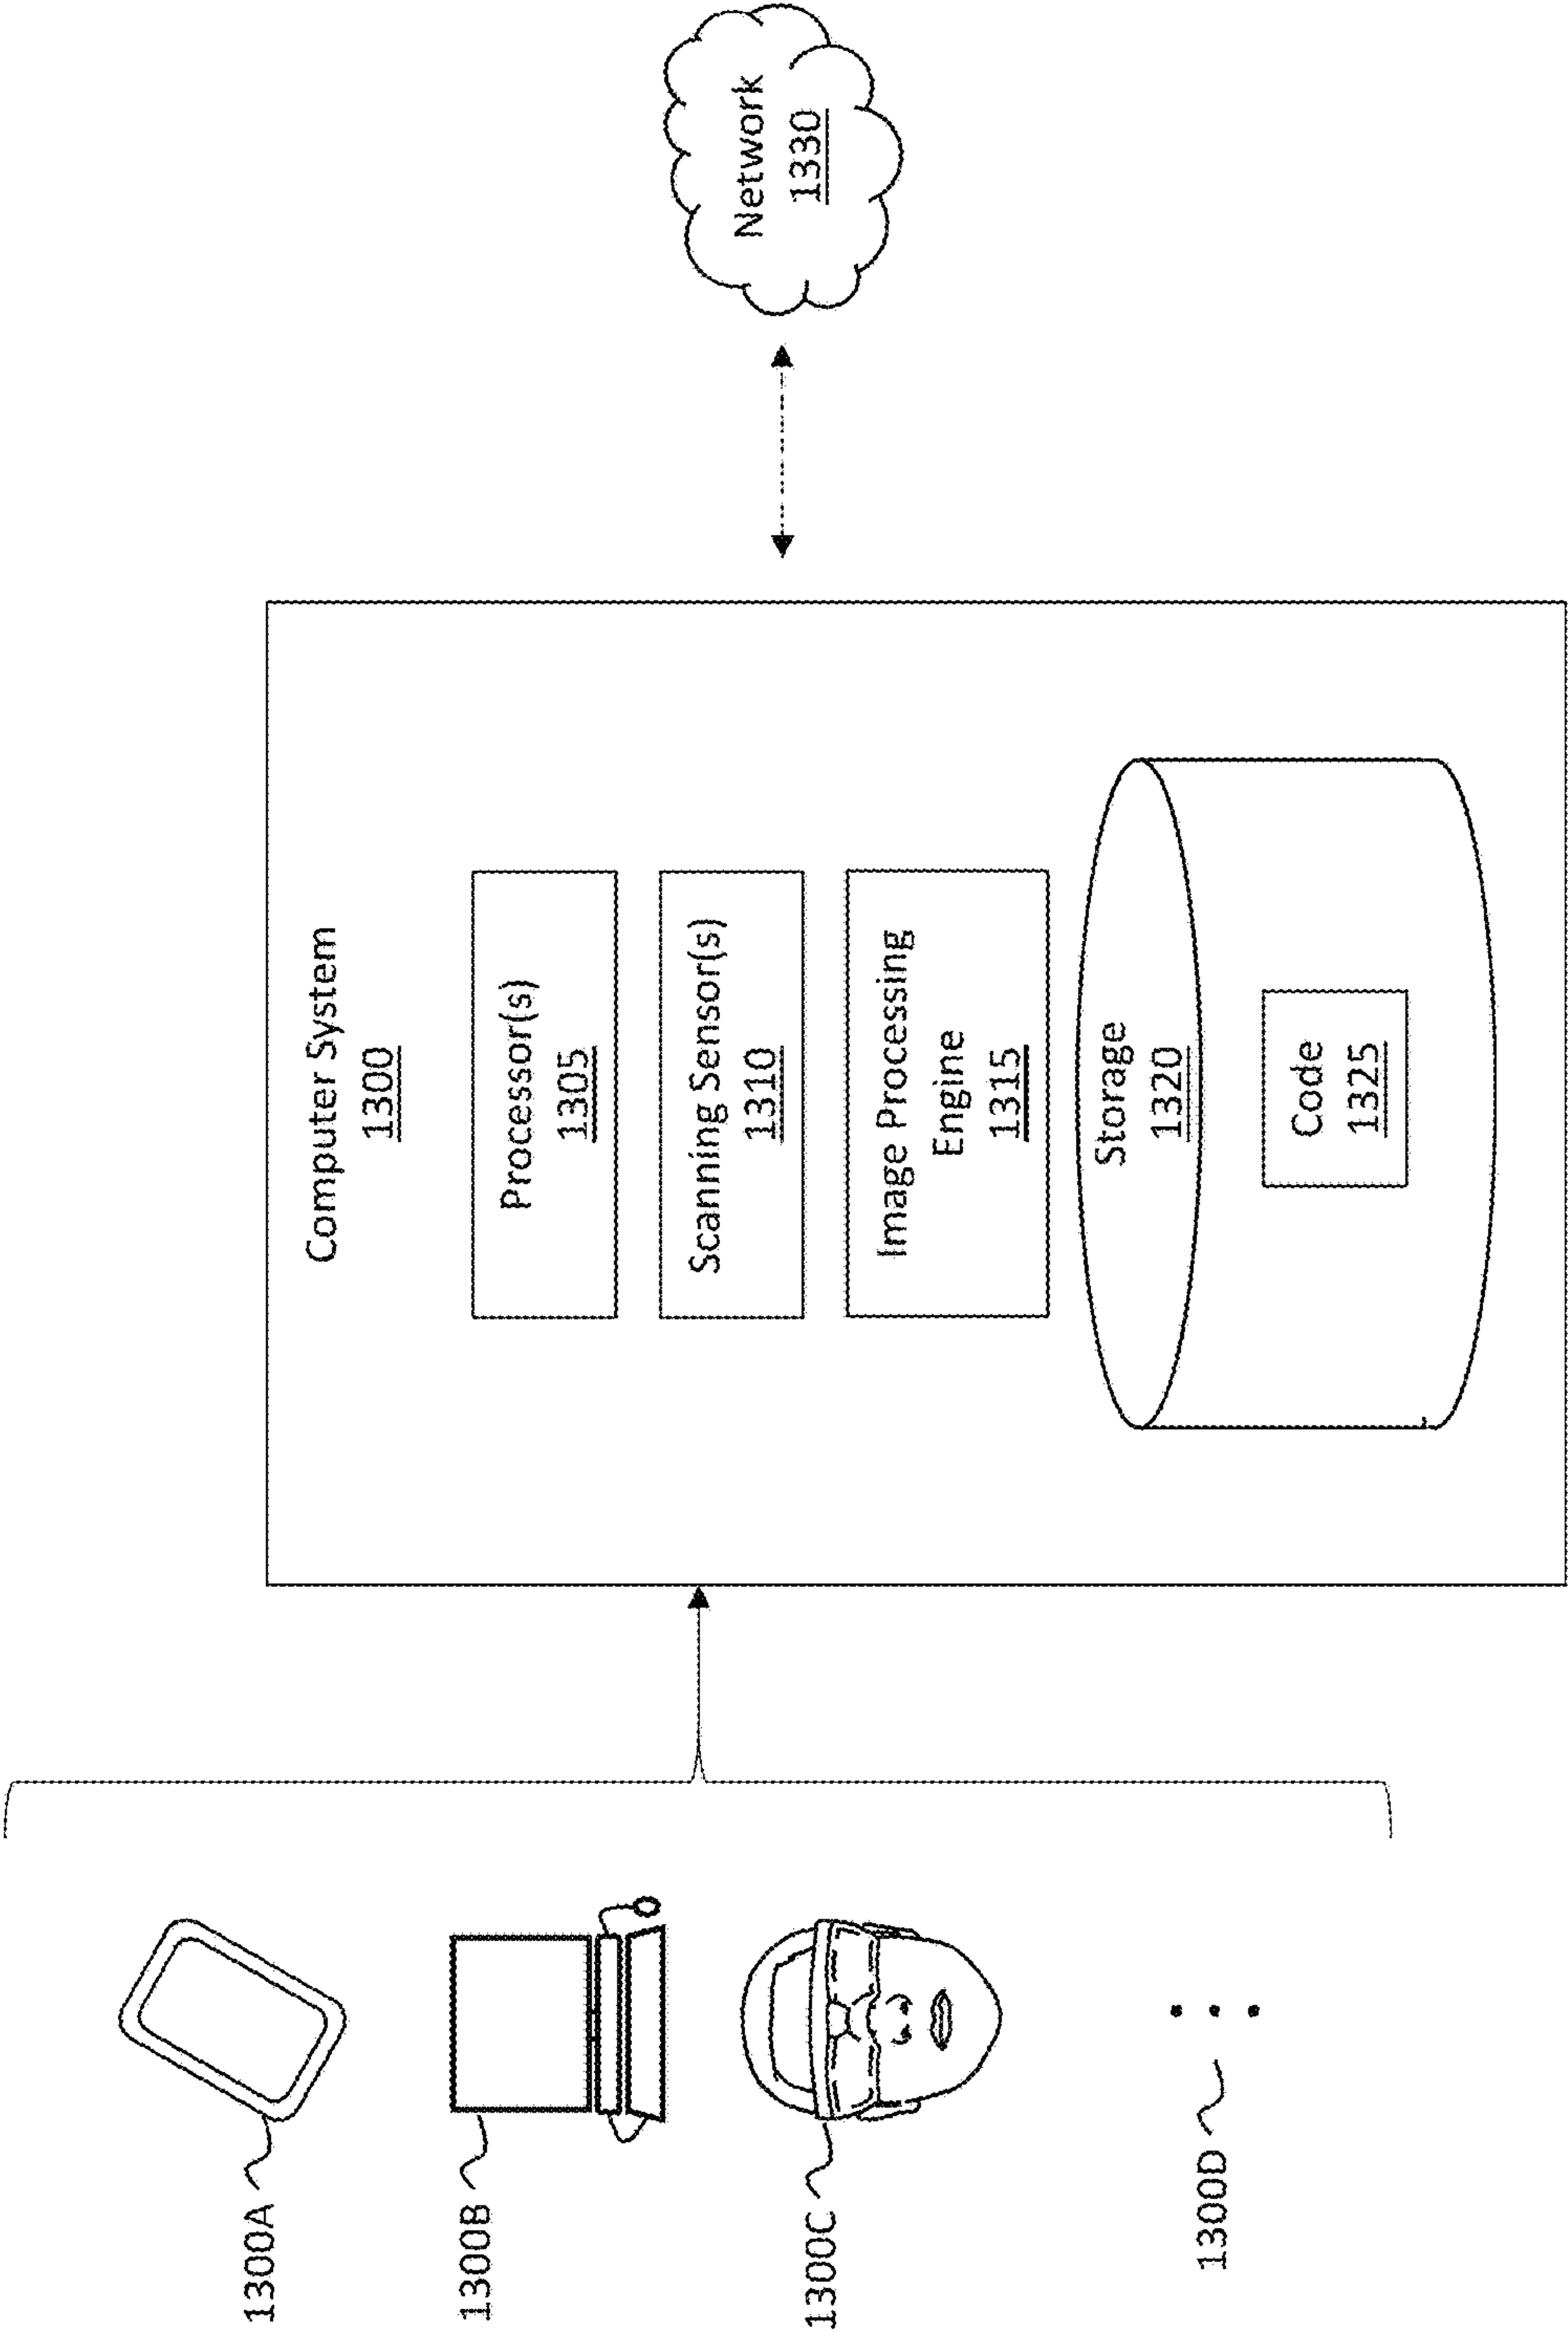 1300A
1300B
1300C
1300D
Computer System
1300
Processor(s)
1305
Scanning Sensor(s)
1310
Image Processing
Engine
1315
Storage
1320
Code
1325
Network
1330